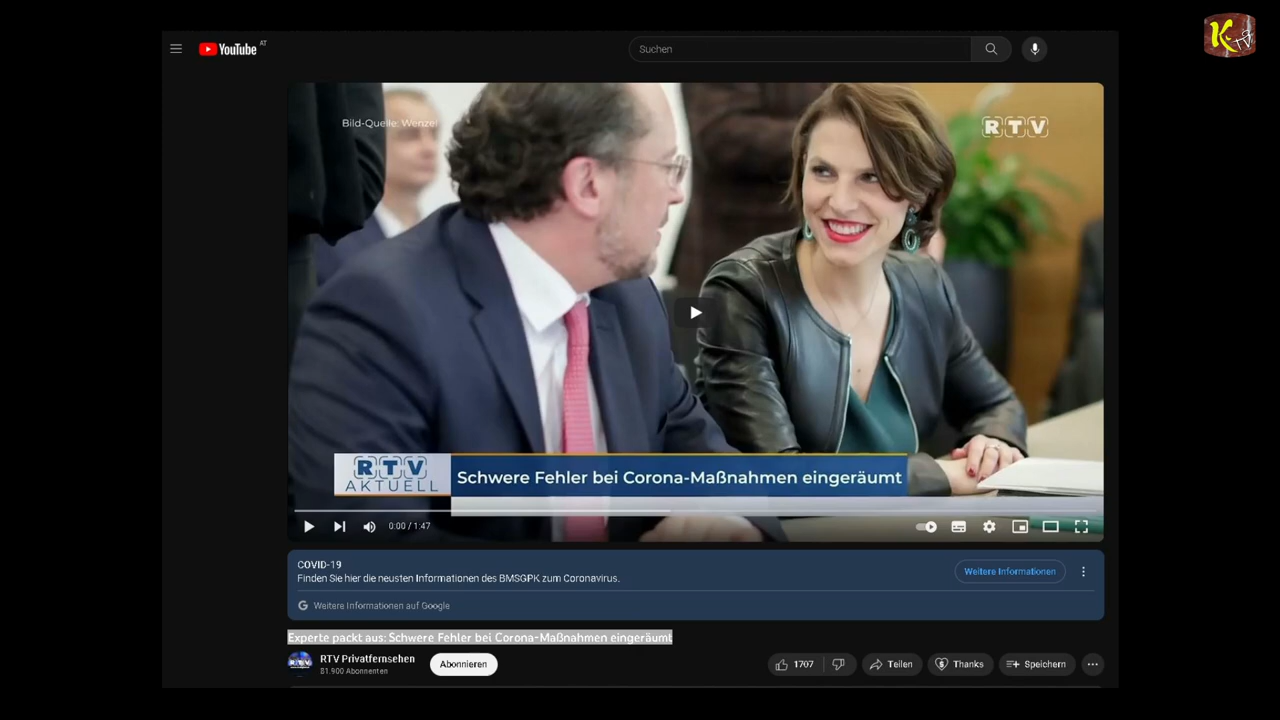 YouTube AT
Suchen
K TV
Bild-Quelle: Wenzel
RTV
RTV
AKTUELL
Schwere Fehler bei Corona-Maßnahmen eingeräumt
0:00 / 1:47
COVID-19
Finden Sie hier die neusten Informationen des BMSGPK zum Coronavirus.
Weitere Informationen
G Weitere Informationen auf Google
Experte packt aus: Schwere Fehler bei Corona-Maßnahmen eingeräumt
RTV Privatfernsehen
81.900 Abonnenten
Abonnieren
1707
Teilen
Thanks
Speichern